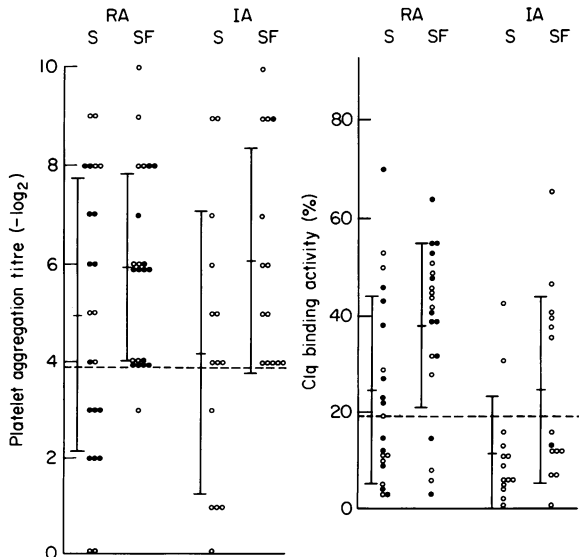 RA IA
S SF S SF
10
8
6
4
2
0
Platelet aggregation titre (-log2)
RA IA
S SF S SF
80
60
40
20
0
Clq binding activity (%)